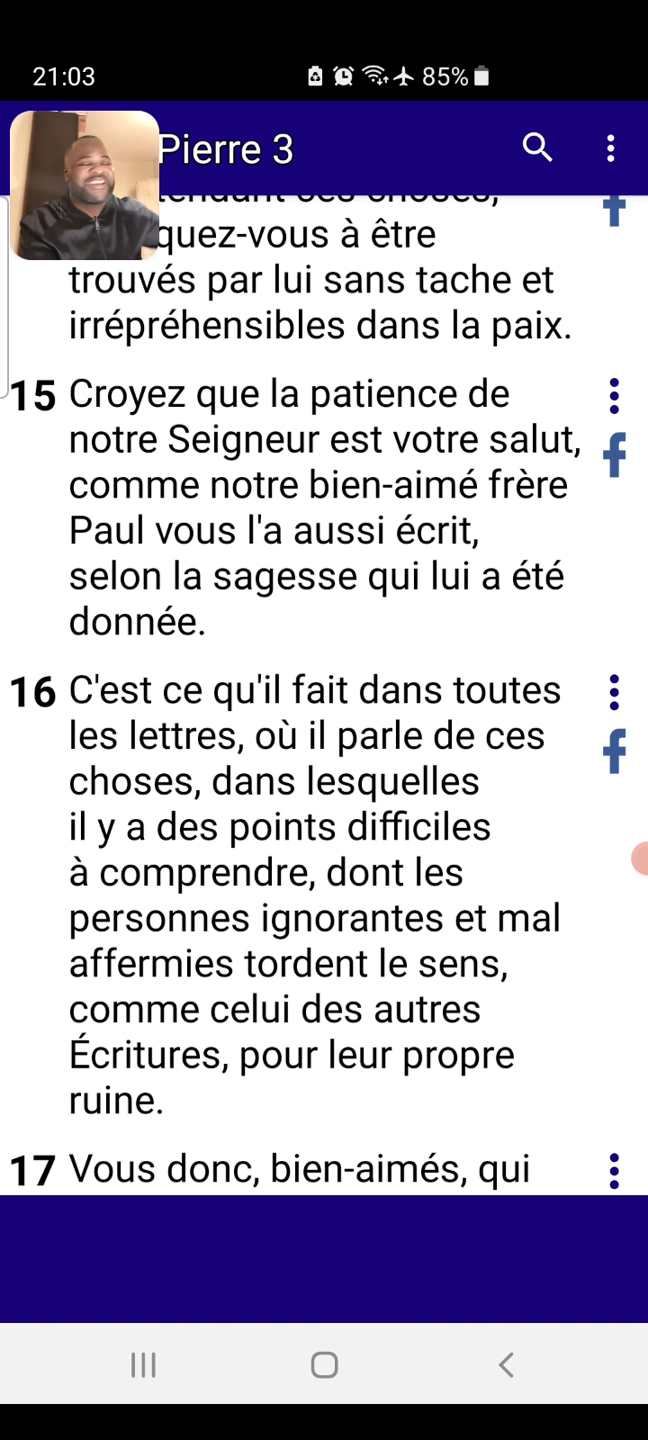 21:03 85%
Pierre 3
quez-vous à être
trouvés par lui sans tache et
irrépréhensibles dans la paix.
15 Croyez que la patience de
notre Seigneur est votre salut,
comme notre bien-aimé frère
Paul vous l'a aussi écrit,
selon la sagesse qui lui a été
donnée.
16 C'est ce qu'il fait dans toutes
les lettres, où il parle de ces
choses, dans lesquelles
il y a des points difficiles
à comprendre, dont les
personnes ignorantes et mal
affermies tordent le sens,
comme celui des autres
Écritures, pour leur propre
ruine.
17 Vous donc, bien-aimés, qui